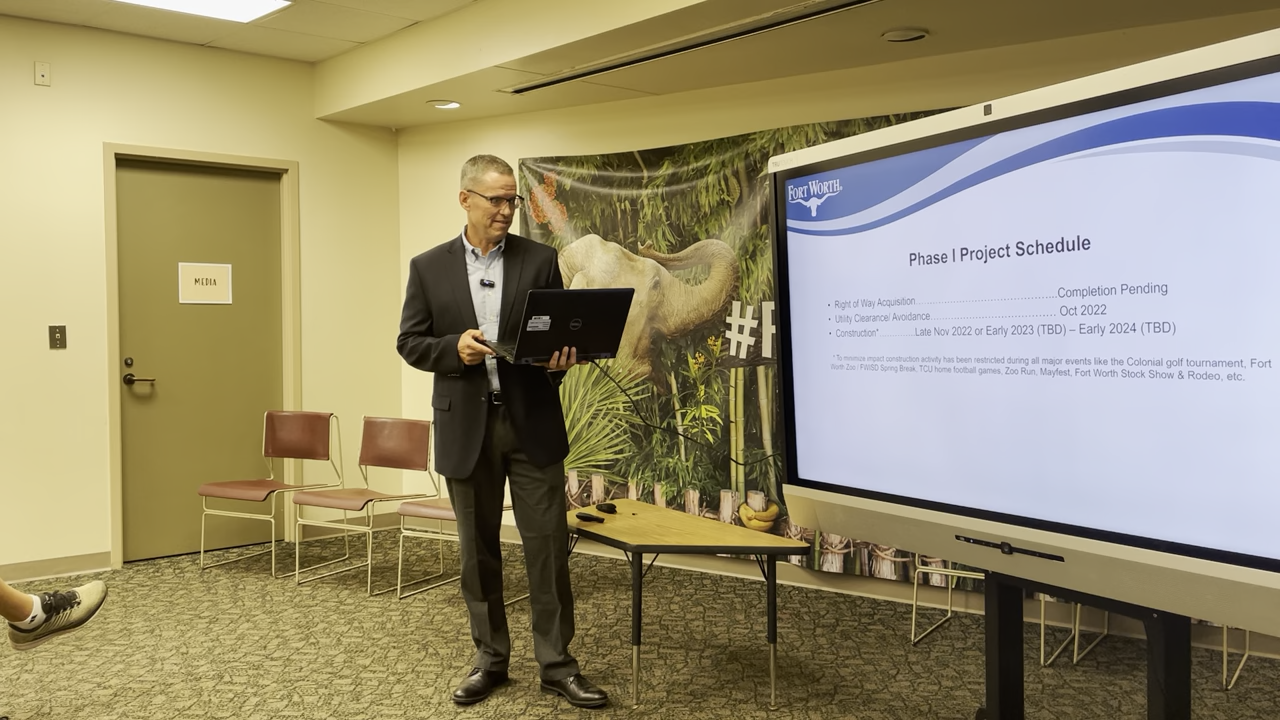 MEDIA
DELL
#F
FORT WORTH
Phase I Project Schedule
• Right of Way Acquisition....................................Completion Pending
• Utility Clearance/ Avoidance................................ Oct 2022
• Construction*...........Late Nov 2022 or Early 2023 (TBD) – Early 2024 (TBD)
* To minimize impact construction activity has been restricted during all major events like the Colonial golf tournament, Fort
Worth Zoo / FWISD Spring Break, TCU home football games, Zoo Run, Mayfest, Fort Worth Stock Show & Rodeo, etc.